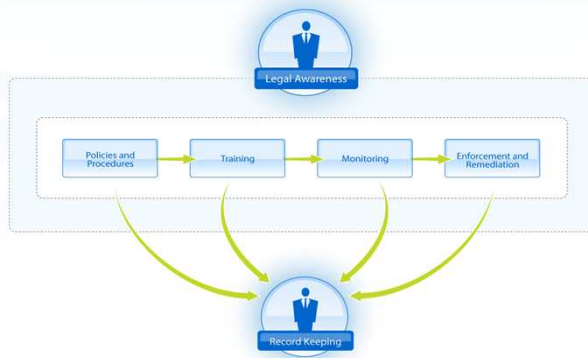 Legal Awareness
Policies and
Procedures
Training
Monitoring
Enforcement and
Remediation
Record Keeping